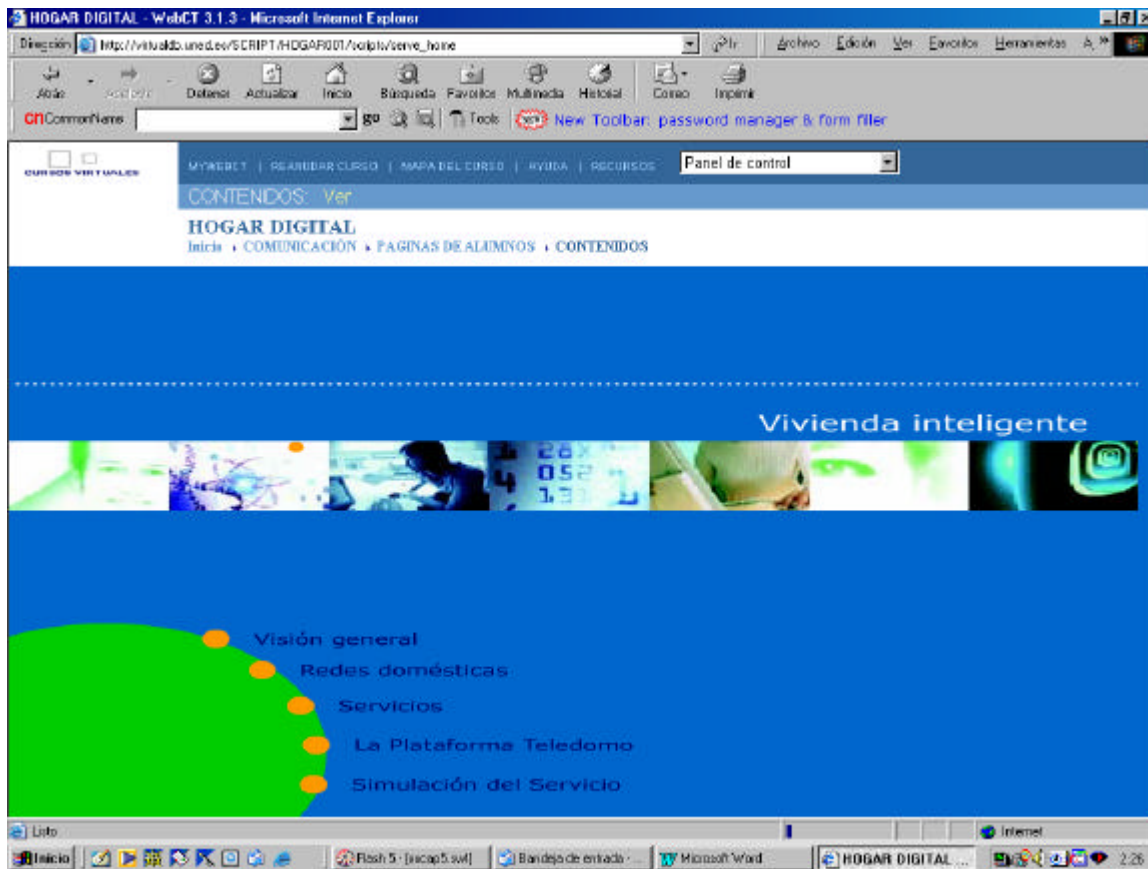 HOGAR DIGITAL - WebCT 3.1.3 - Microsoft Internet Explorer
Dirección http://virtualdb.uned.es/SCRIPT/HOGAR001/scripts/serve_home Ir Archivo Edición Ver Favoritos Herramientas A »
Atrás Detener Actualizar Inicio Búsqueda Favoritos Multimedia Historial Correo Imprimir
CommonName go Tools New Toolbar: password manager & form filler
CURSOS VIRTUALES
MYWEBCT | REANUDAR CURSO | MAPA DEL CURSO | AYUDA | RECURSOS Panel de control
CONTENIDOS: Ver
HOGAR DIGITAL
Inicio COMUNICACIÓN PAGINAS DE ALUMNOS CONTENIDOS
Vivienda inteligente
Visión general
Redes domésticas
Servicios
La Plataforma Teledomo
Simulación del Servicio
Listo Internet
Inicio Flash 5 - Bandeja de entrada - ... Microsoft Word HOGAR DIGITAL ... 2:26